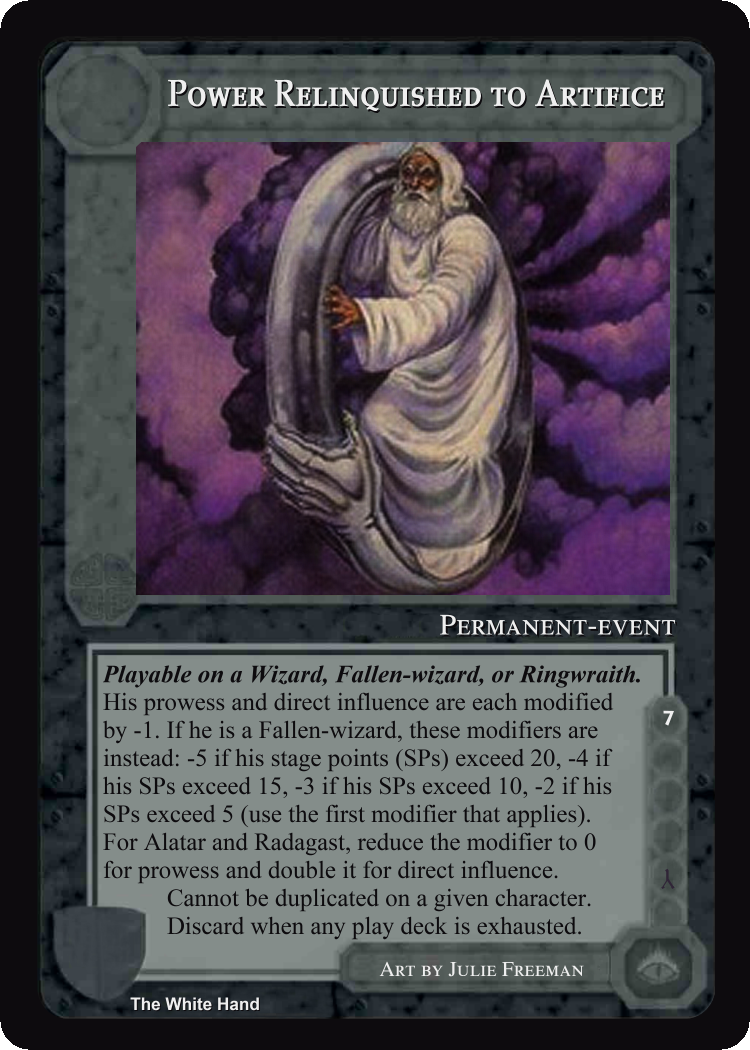 Power Relinquished to Artifice
Permanent-event
Playable on a Wizard, Fallen-wizard, or Ringwraith.
His prowess and direct influence are each modified
by -1. If he is a Fallen-wizard, these modifiers are
instead: -5 if his stage points (SPs) exceed 20, -4 if
his SPs exceed 15, -3 if his SPs exceed 10, -2 if his
SPs exceed 5 (use the first modifier that applies).
For Alatar and Radagast, reduce the modifier to 0
for prowess and double it for direct influence.
Cannot be duplicated on a given character.
Discard when any play deck is exhausted.
7
Art by Julie Freeman
The White Hand